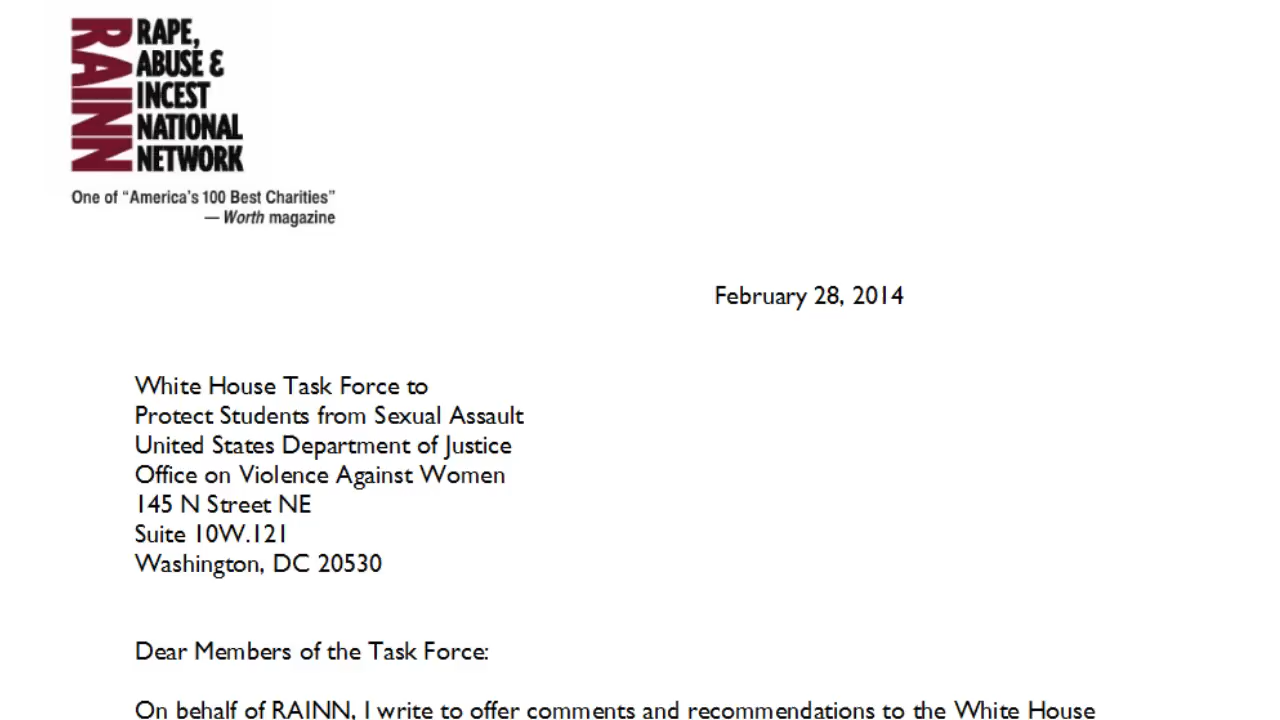 RAINN
RAPE,
ABUSE &
INCEST
NATIONAL
NETWORK
One of “America’s 100 Best Charities”
— Worth magazine
February 28, 2014
White House Task Force to
Protect Students from Sexual Assault
United States Department of Justice
Office on Violence Against Women
145 N Street NE
Suite 10W.121
Washington, DC 20530
Dear Members of the Task Force:
On behalf of RAINN, I write to offer comments and recommendations to the White House